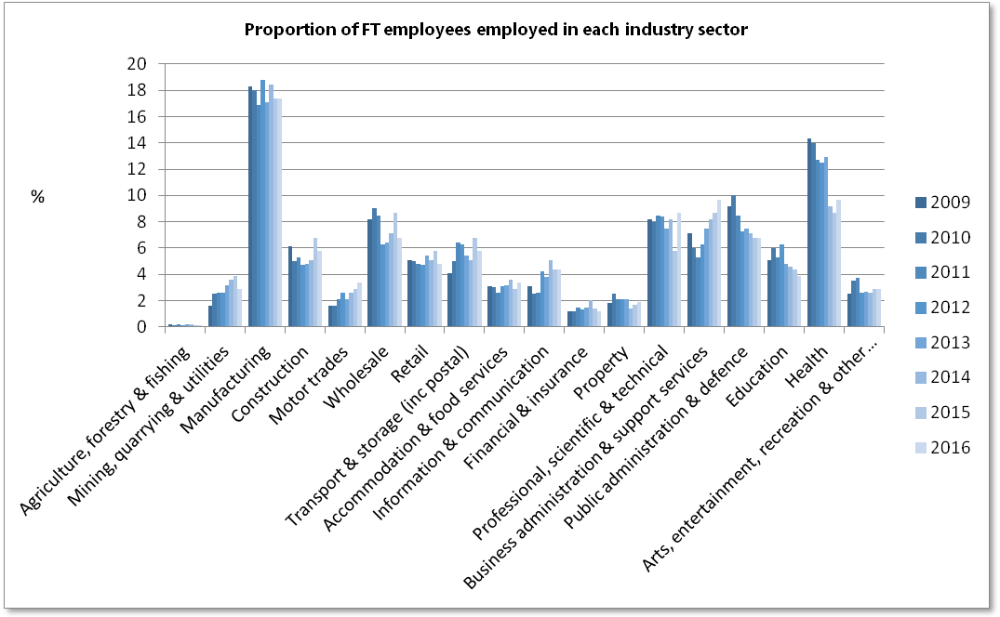 Proportion of FT employees employed in each industry sector
%
20
18
16
14
12
10
8
6
4
2
0
Agriculture, forestry & fishing
Mining, quarrying & utilities
Manufacturing
Construction
Motor trades
Wholesale
Retail
Transport & storage (inc postal)
Accommodation & food services
Information & communication
Financial & insurance
Property
Professional, scientific & technical
Business administration & support services
Public administration & defence
Education
Health
Arts, entertainment, recreation & other...
2009
2010
2011
2012
2013
2014
2015
2016